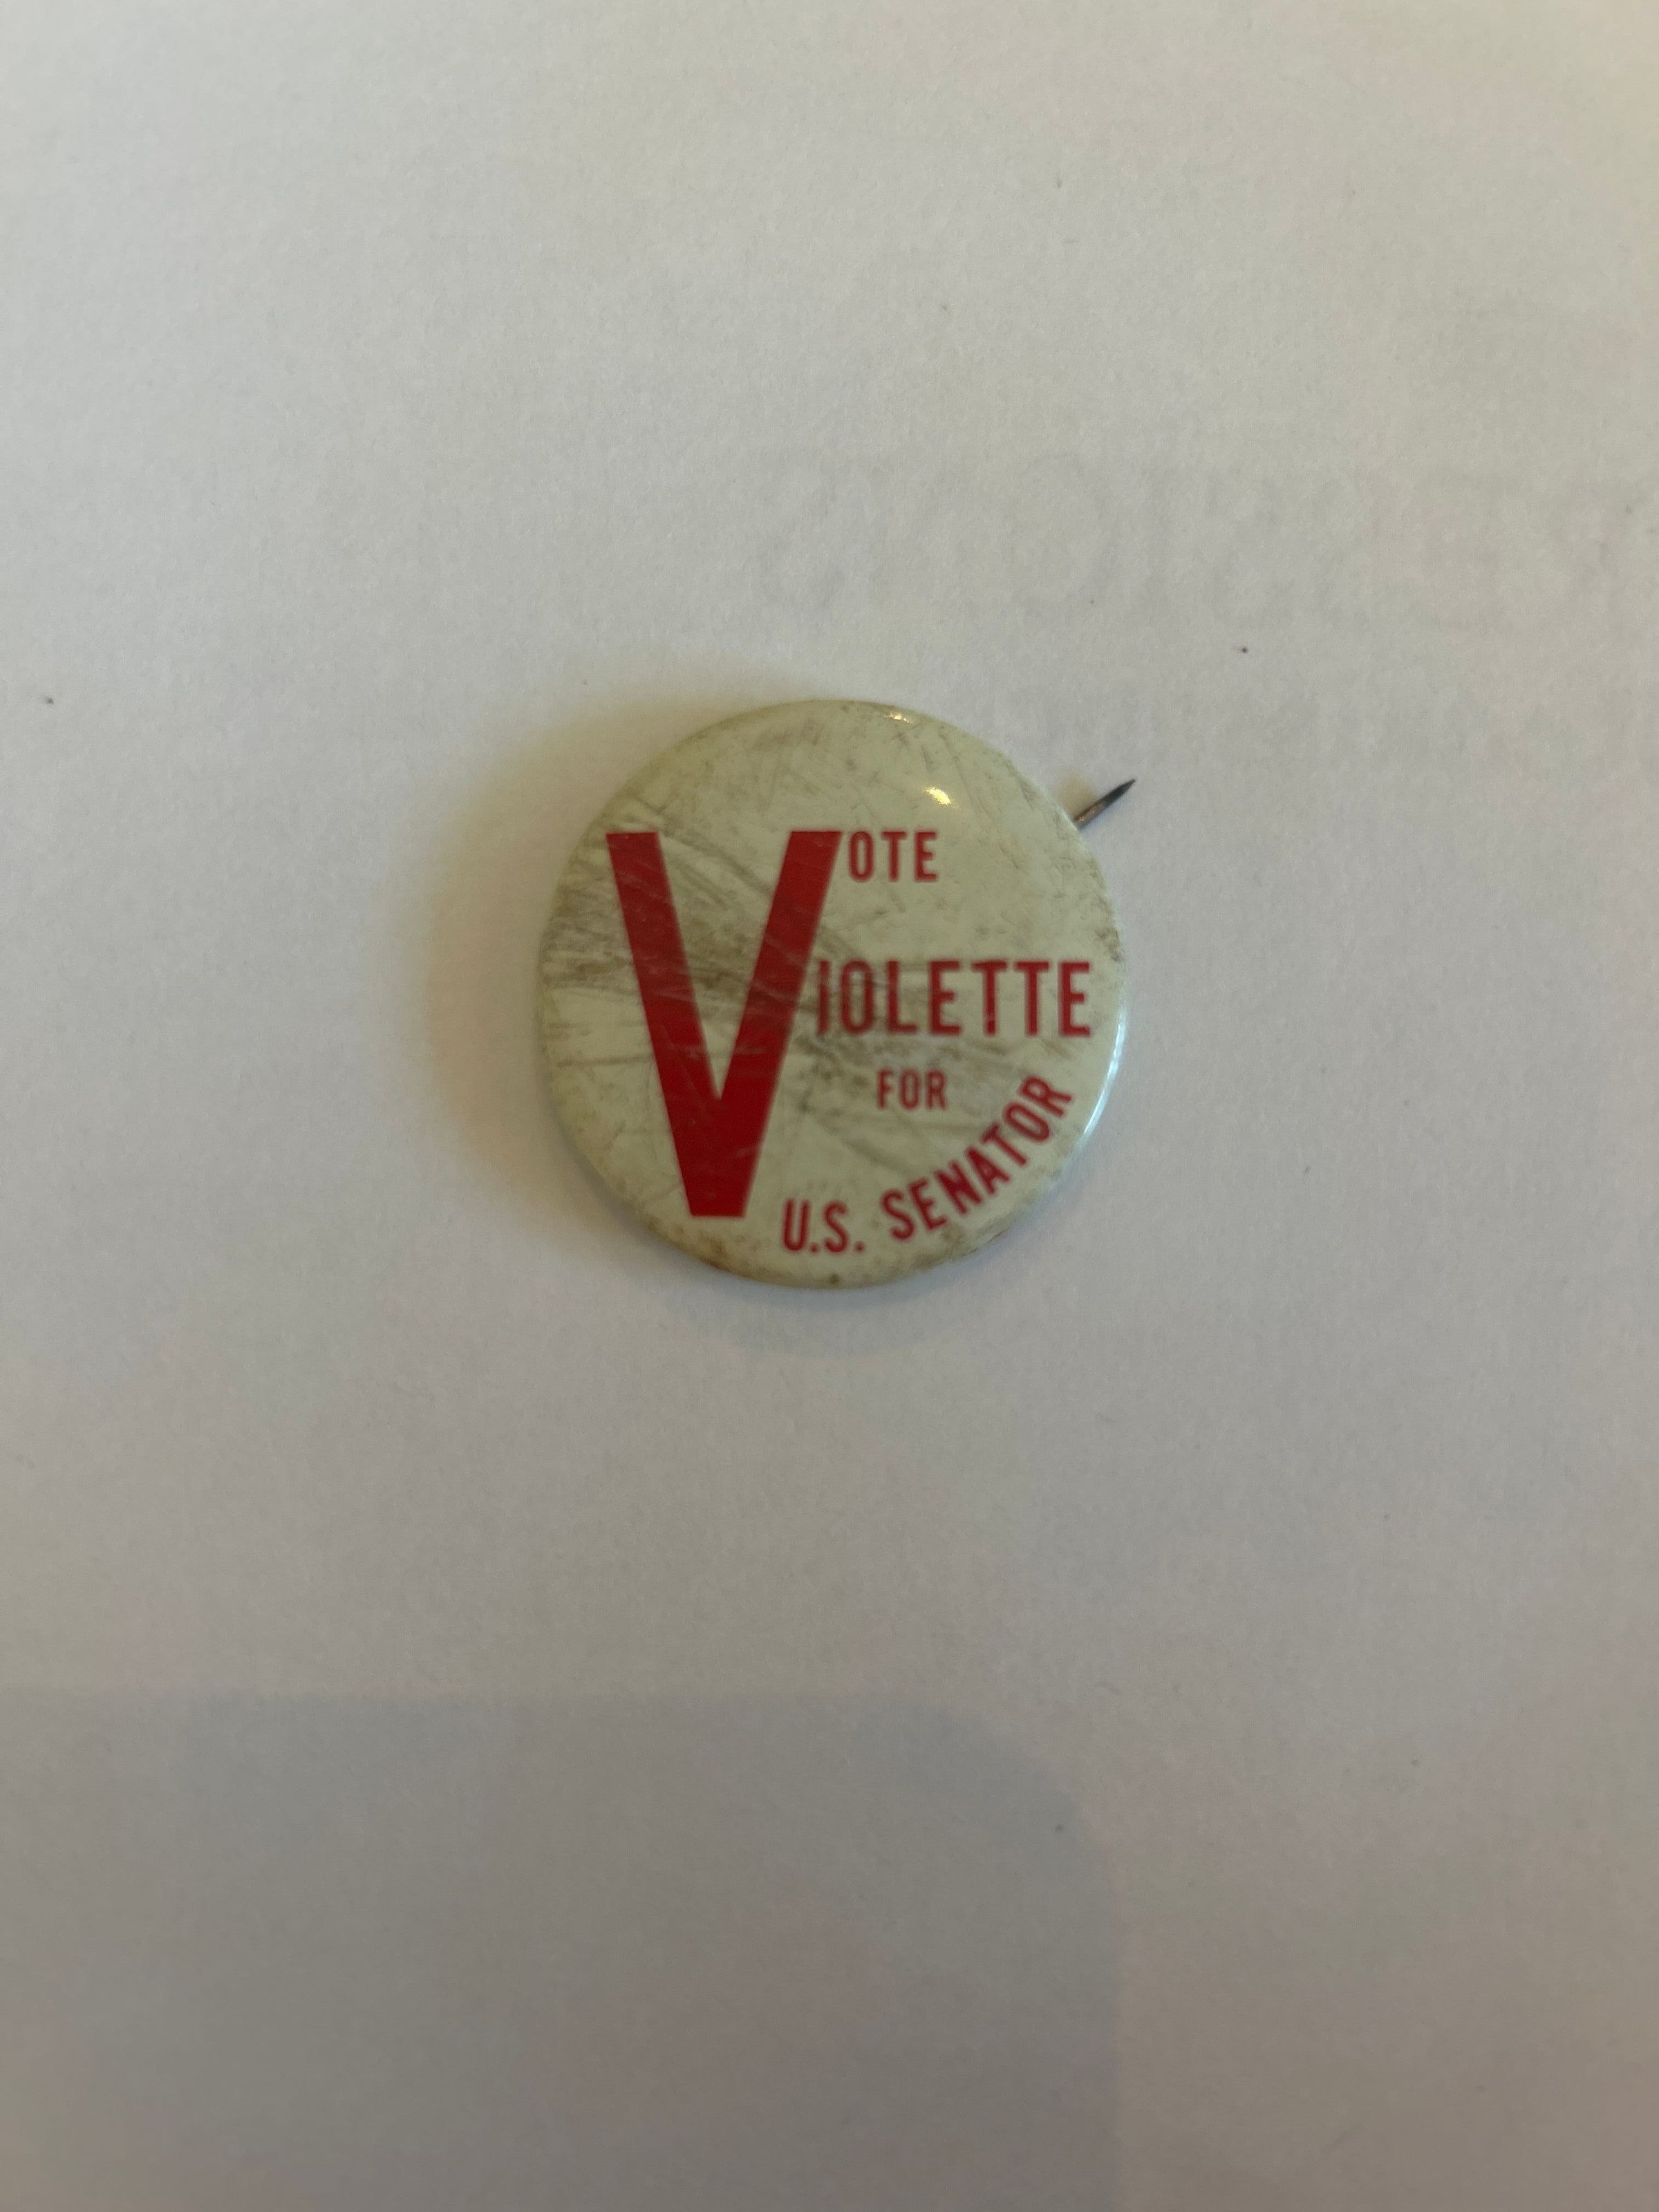 VOTE
VIOLETTE
FOR
U.S. SENATOR